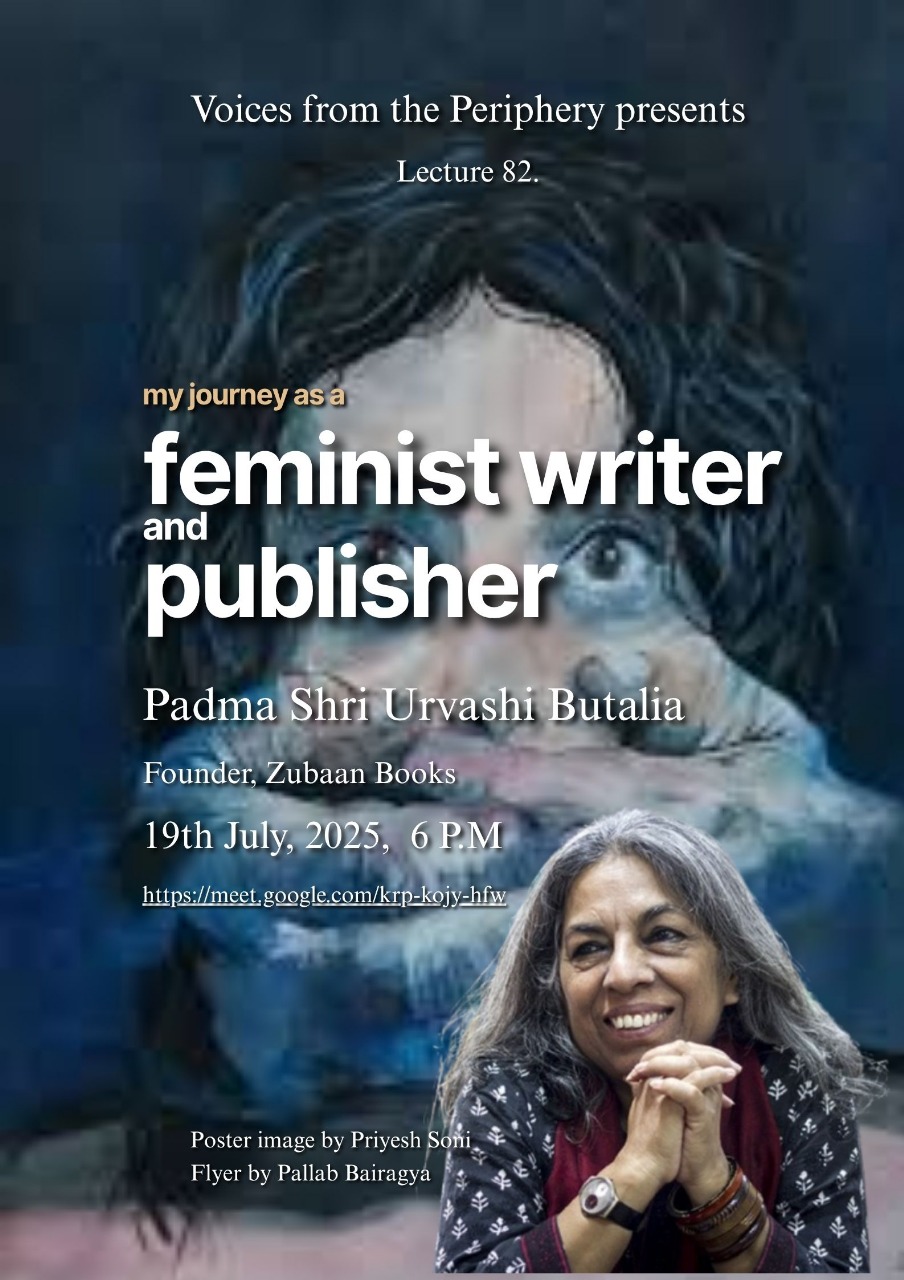 Voices from the Periphery presents
Lecture 82.
my journey as a
feminist writer
and
publisher
Padma Shri Urvashi Butalia
Founder, Zubaan Books
19th July, 2025,  6 P.M
https://meet.google.com/krp-kojy-hfw
Poster image by Priyesh Soni
Flyer by Pallab Bairagya